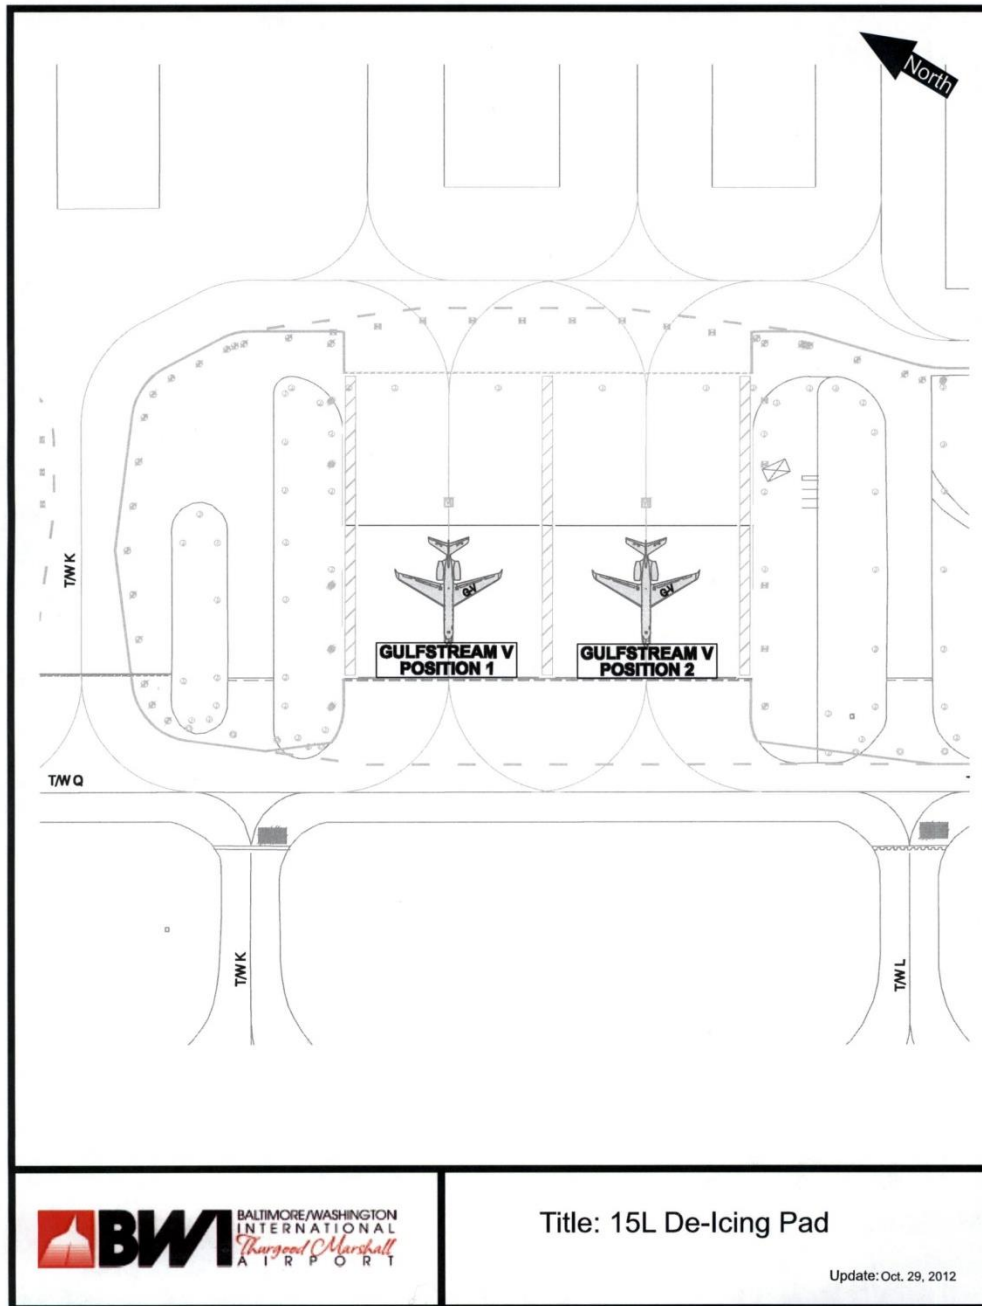 North
T/W K
G-V
G-V
GULFSTREAM V
POSITION 1
GULFSTREAM V
POSITION 2
T/W Q
T/W K
T/W L
BWI
BALTIMORE/WASHINGTON
INTERNATIONAL
Thurgood Marshall
AIRPORT
Title: 15L De-Icing Pad
Update: Oct. 29, 2012